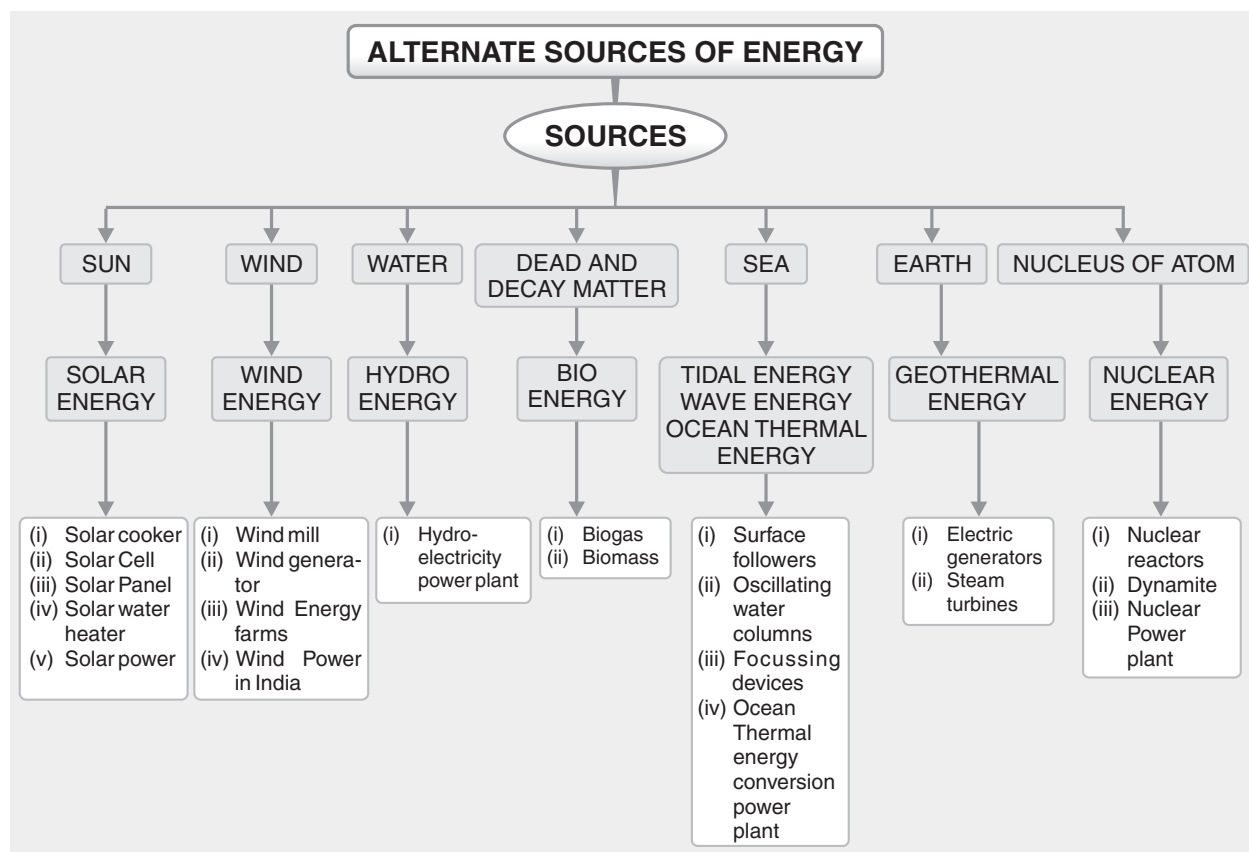 ALTERNATE SOURCES OF ENERGY
SOURCES
SUN
WIND
WATER
DEAD AND
DECAY MATTER
SEA
EARTH
NUCLEUS OF ATOM
SOLAR
ENERGY
WIND
ENERGY
HYDRO
ENERGY
BIO
ENERGY
TIDAL ENERGY
WAVE ENERGY
OCEAN THERMAL
ENERGY
GEOTHERMAL
ENERGY
NUCLEAR
ENERGY
(i) Solar cooker
(ii) Solar Cell
(iii) Solar Panel
(iv) Solar water
heater
(v) Solar power
(i) Wind mill
(ii) Wind genera-
tor
(iii) Wind Energy
farms
(iv) Wind Power
in India
(i) Hydro-
electricity
power plant
(i) Biogas
(ii) Biomass
(i) Surface
followers
(ii) Oscillating
water
columns
(iii) Focussing
devices
(iv) Ocean
Thermal
energy
conversion
power
plant
(i) Electric
generators
(ii) Steam
turbines
(i) Nuclear
reactors
(ii) Dynamite
(iii) Nuclear
Power
plant